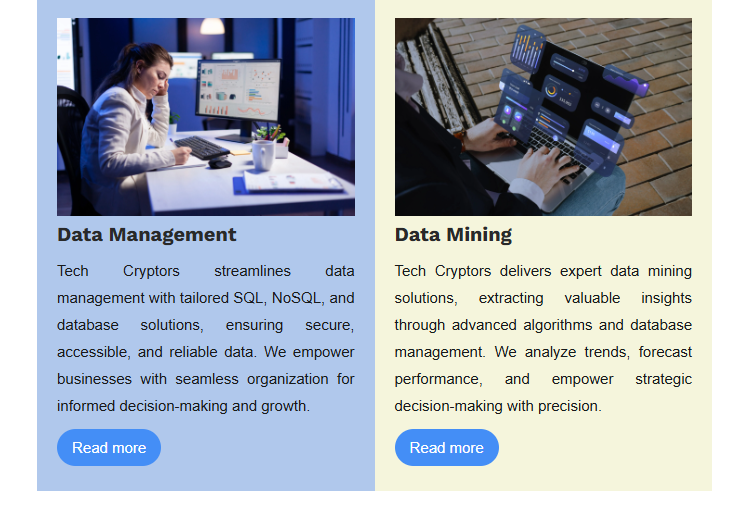 Data Management
Tech Cryptors streamlines data
management with tailored SQL, NoSQL, and
database solutions, ensuring secure,
accessible, and reliable data. We empower
businesses with seamless organization for
informed decision-making and growth.
Read more
Data Mining
Tech Cryptors delivers expert data mining
solutions, extracting valuable insights
through advanced algorithms and database
management. We analyze trends, forecast
performance, and empower strategic
decision-making with precision.
Read more